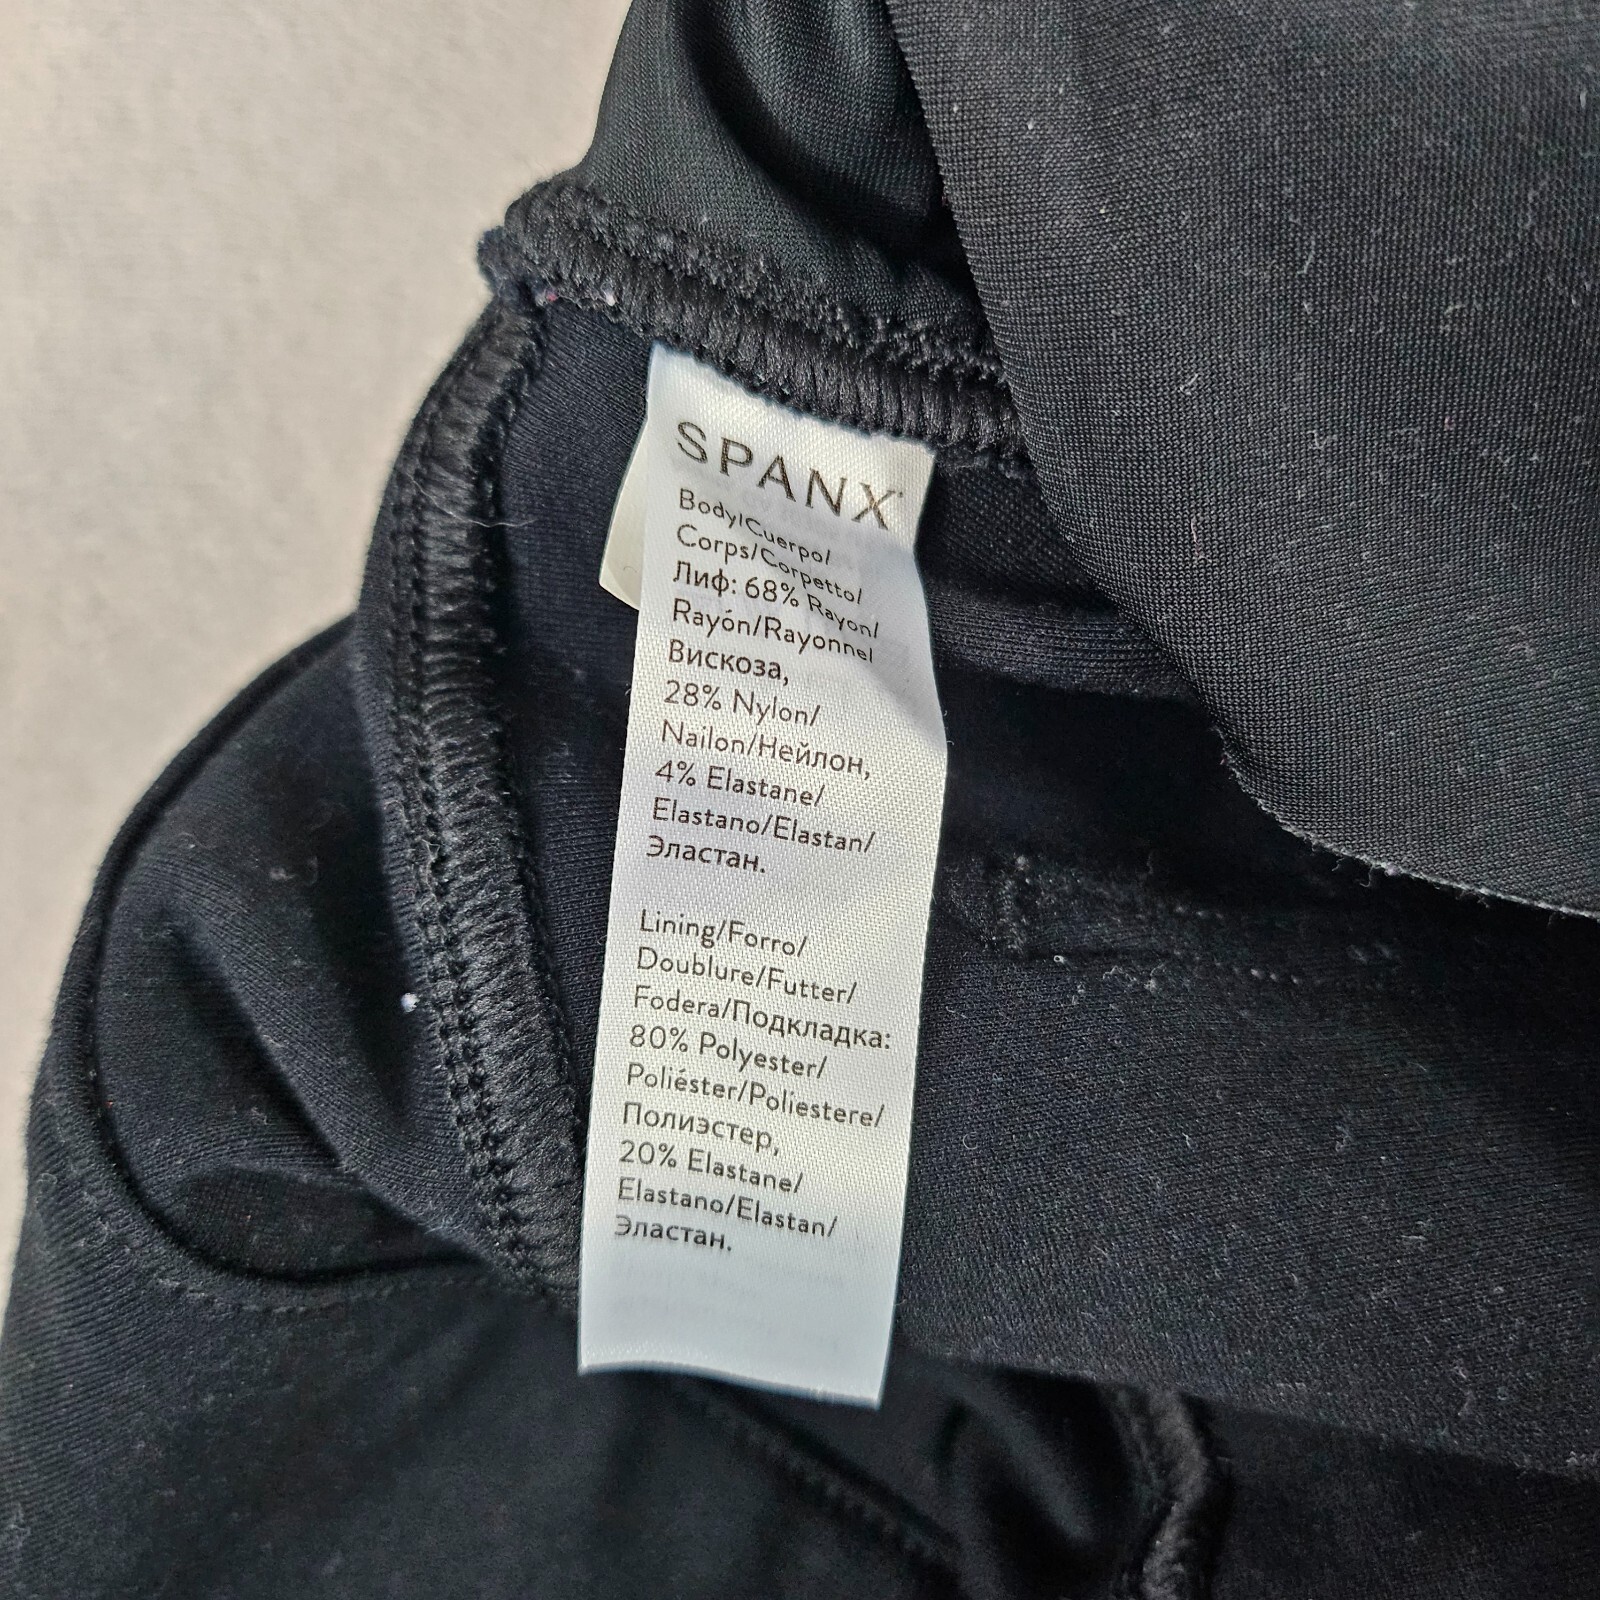 SPANX
Body/Cuerpo/
Corps/Corpetto/
Лиф: 68% Rayon/
Rayón/Rayonne/
Вискоза,
28% Nylon/
Nailon/Нейлон,
4% Elastane/
Elastano/Elastan/
Эластан.
Lining/Forro/
Doublure/Futter/
Fodera/Подкладка:
80% Polyester/
Poliéster/Poliestere/
Полиэстер,
20% Elastane/
Elastano/Elastan/
Эластан.